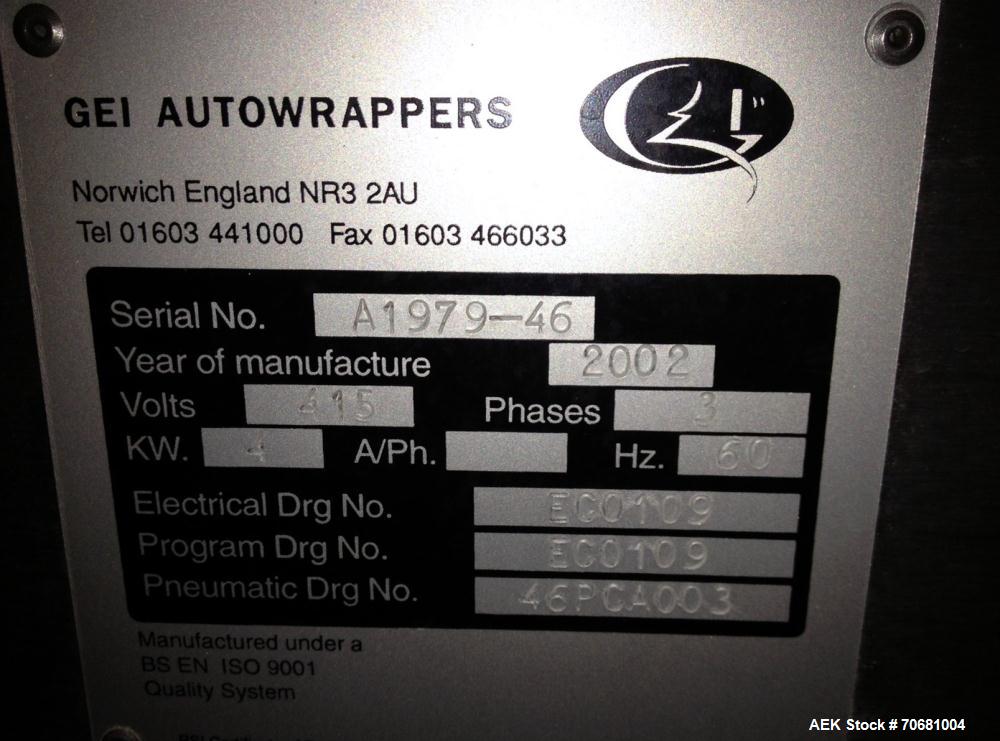 GEI AUTOWRAPPERS
Norwich England NR3 2AU
Tel 01603 441000 Fax 01603 466033
Serial No. A1979-46
Year of manufacture 2002
Volts 415 Phases 3
KW. 4 A/Ph. Hz. 60
Electrical Drg No. EC0109
Program Drg No. EC0109
Pneumatic Drg No. 46PCA003
Manufactured under a
BS EN ISO 9001
Quality System
AEK Stock # 70681004